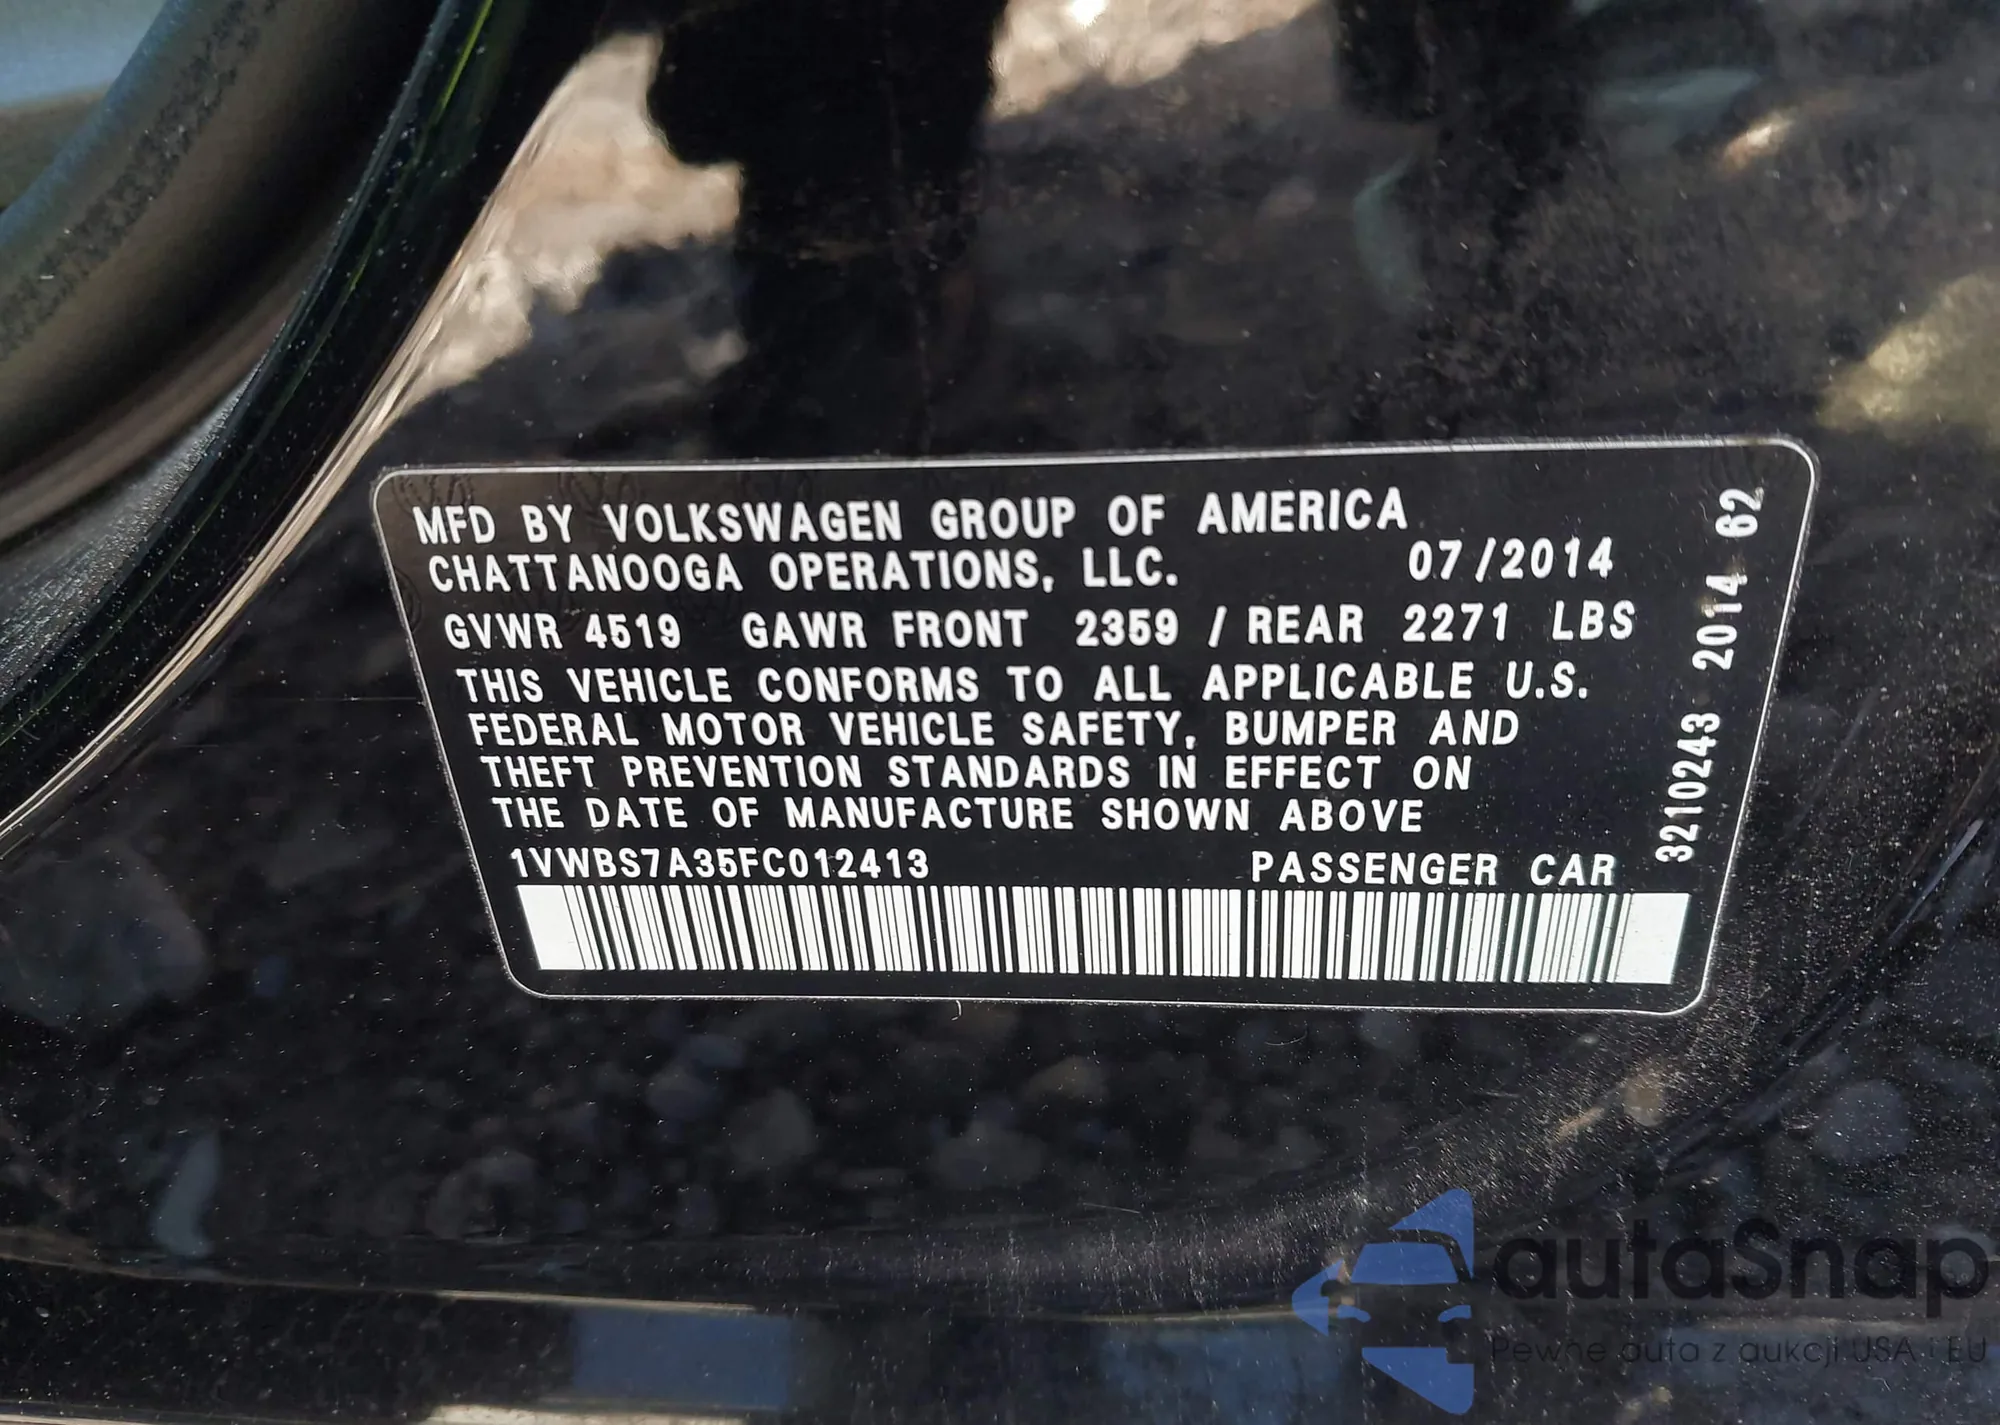 MFD BY VOLKSWAGEN GROUP OF AMERICA
CHATTANOOGA OPERATIONS, LLC. 07/2014
GVWR 4519 GAWR FRONT 2359 / REAR 2271 LBS
THIS VEHICLE CONFORMS TO ALL APPLICABLE U.S.
FEDERAL MOTOR VEHICLE SAFETY, BUMPER AND
THEFT PREVENTION STANDARDS IN EFFECT ON
THE DATE OF MANUFACTURE SHOWN ABOVE
1VWBS7A35FC012413 PASSENGER CAR
3210243 2014 62
autaSnap
Pewne auta z aukcji USA i EU